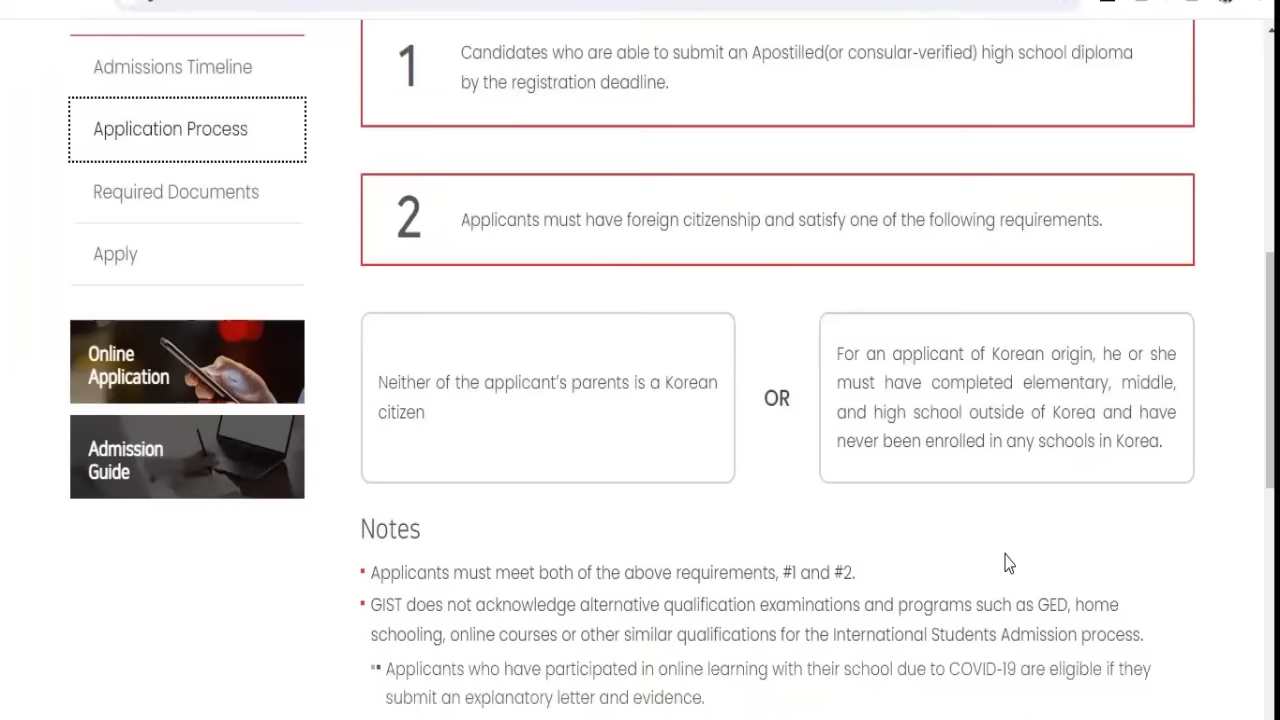 Admissions Timeline
Application Process
Required Documents
Apply
Online
Application
Admission
Guide
1
Candidates who are able to submit an Apostilled(or consular-verified) high school diploma
by the registration deadline.
2
Applicants must have foreign citizenship and satisfy one of the following requirements.
Neither of the applicant's parents is a Korean
citizen
OR
For an applicant of Korean origin, he or she
must have completed elementary, middle,
and high school outside of Korea and have
never been enrolled in any schools in Korea.
Notes
Applicants must meet both of the above requirements, #1 and #2.
GIST does not acknowledge alternative qualification examinations and programs such as GED, home
schooling, online courses or other similar qualifications for the International Students Admission process.
Applicants who have participated in online learning with their school due to COVID-19 are eligible if they
submit an explanatory letter and evidence.